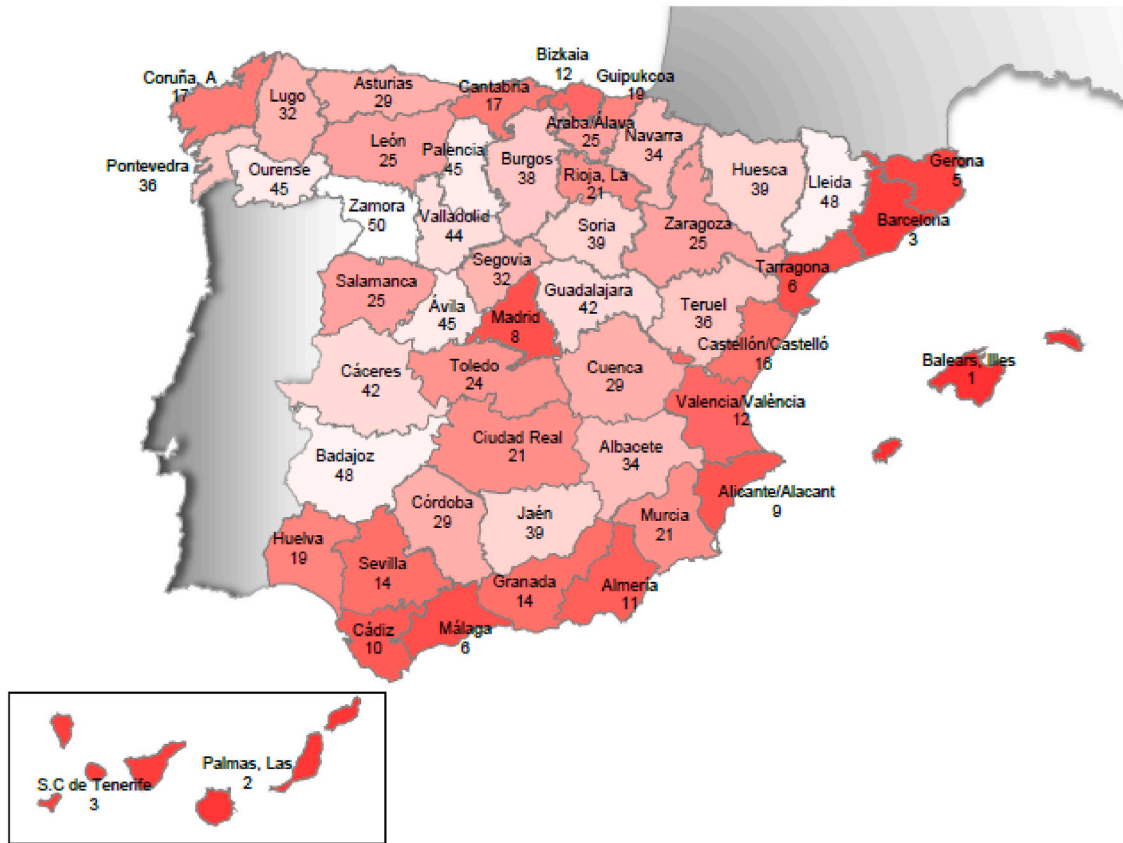 Bizkaia
12
Coruña, A
17
Asturias
29
Cantabria
17
Guipukcoa
19
Lugo
32
Araba/Álava
25
Navarra
34
León
25
Palencia
45
Burgos
38
Pontevedra
36
Ourense
45
Rioja, La
21
Huesca
39
Lleida
48
Gerona
5
Zamora
50
Valladolid
44
Soria
39
Zaragoza
25
Barcelona
3
Segovia
32
Tarragona
6
Salamanca
25
Ávila
45
Madrid
8
Guadalajara
42
Teruel
36
Castellón/Castelló
16
Balears, Illes
1
Cáceres
42
Toledo
24
Cuenca
29
Valencia/València
12
Badajoz
48
Ciudad Real
21
Albacete
34
Alicante/Alacant
9
Córdoba
29
Jaén
39
Murcia
21
Huelva
19
Sevilla
14
Granada
14
Almería
11
Cádiz
10
Málaga
6
Palmas, Las
2
S.C de Tenerife
3